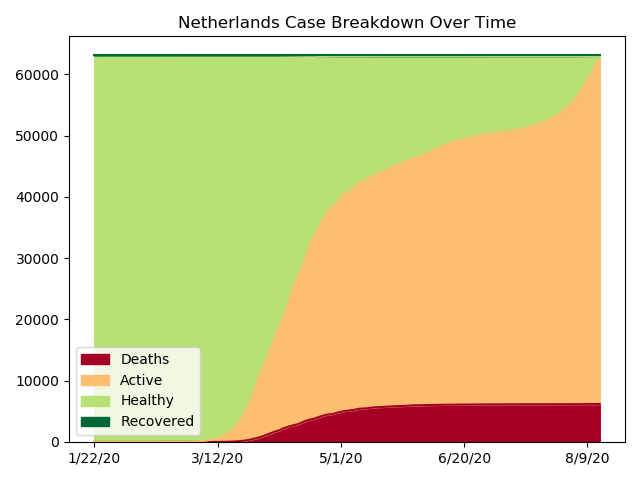 Netherlands Case Breakdown Over Time
60000
50000
40000
30000
20000
10000
0
Deaths
Active
Healthy
Recovered
1/22/20 3/12/20 5/1/20 6/20/20 8/9/20